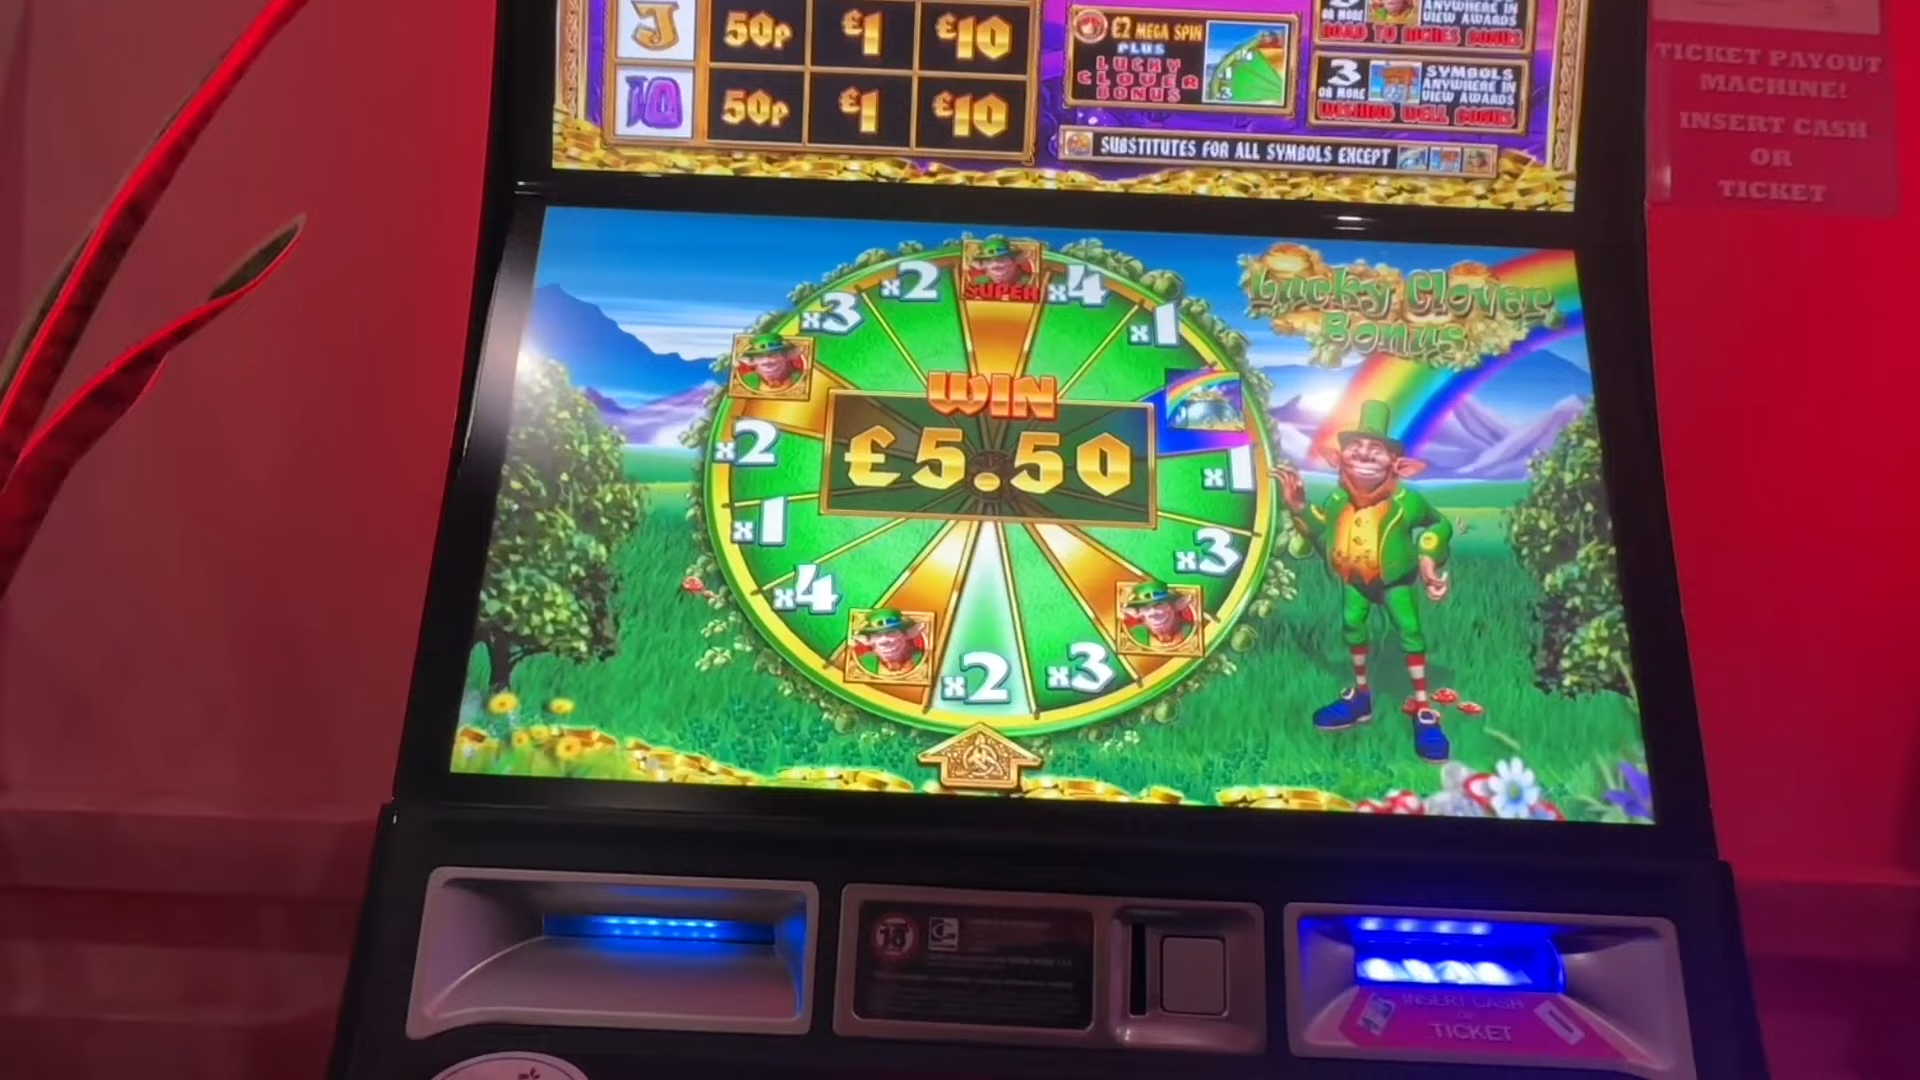 J 50p £1 £10
10 50p £1 £10
£2 MEGA SPIN
PLUS
LUCKY
CLOVER
BONUS
OR MORE
ANYWHERE IN
VIEW AWARDS
ROAD TO RICHES BONUS
3 SYMBOLS
OR MORE ANYWHERE IN
VIEW AWARDS
WISHING WELL BONUS
SUBSTITUTES FOR ALL SYMBOLS EXCEPT
TICKET PAYOUT
MACHINE!
INSERT CASH
OR
TICKET
Lucky Clover
Bonus
SUPER
x4
x1
x1
x3
x3
x2
x4
x1
x2
x3
x2
WIN
£5.50
18
INSERT CASH
OR
TICKET